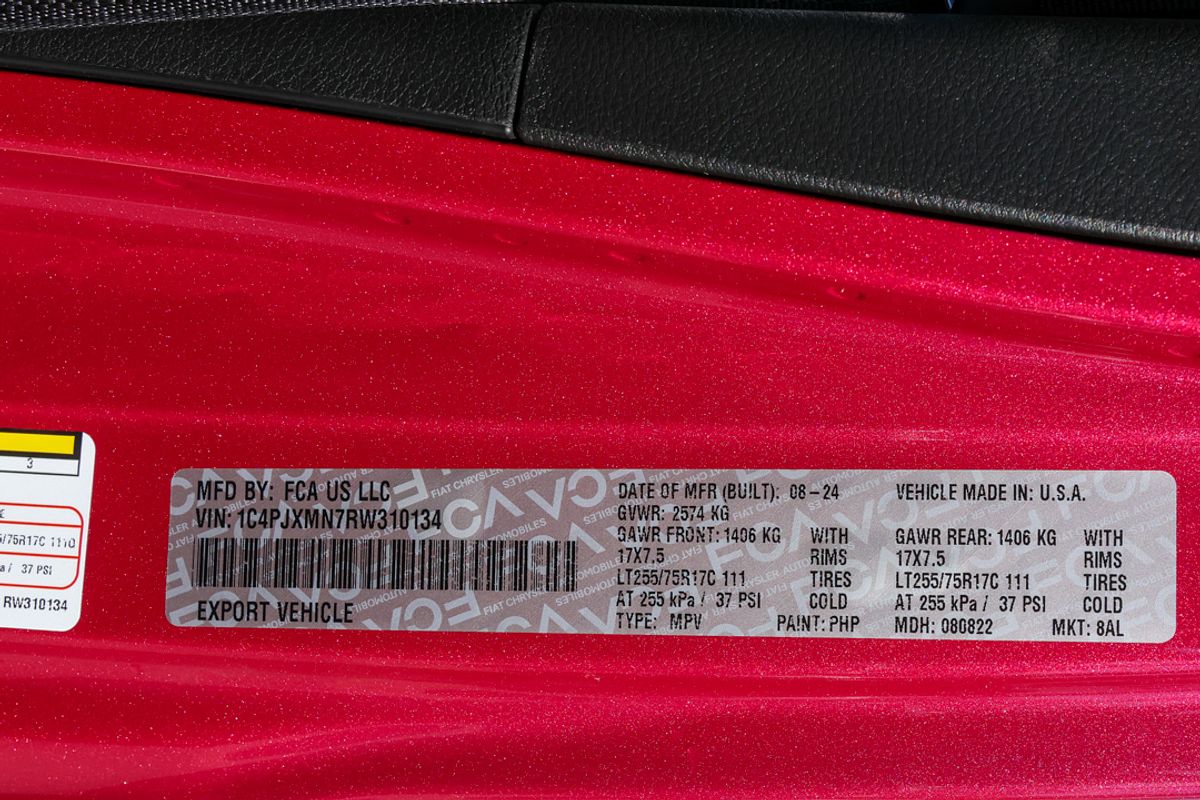 3
/75R17C 1110
a / 37 PSI
RW310134
MFD BY: FCA US LLC
VIN: 1C4PJXMN7RW310134
EXPORT VEHICLE
DATE OF MFR (BUILT): 08-24 VEHICLE MADE IN: U.S.A.
GVWR: 2574 KG
GAWR FRONT: 1406 KG WITH GAWR REAR: 1406 KG WITH
17X7.5 RIMS 17X7.5 RIMS
LT255/75R17C 111 TIRES LT255/75R17C 111 TIRES
AT 255 kPa / 37 PSI COLD AT 255 kPa / 37 PSI COLD
TYPE: MPV PAINT: PHP MDH: 080822 MKT: 8AL